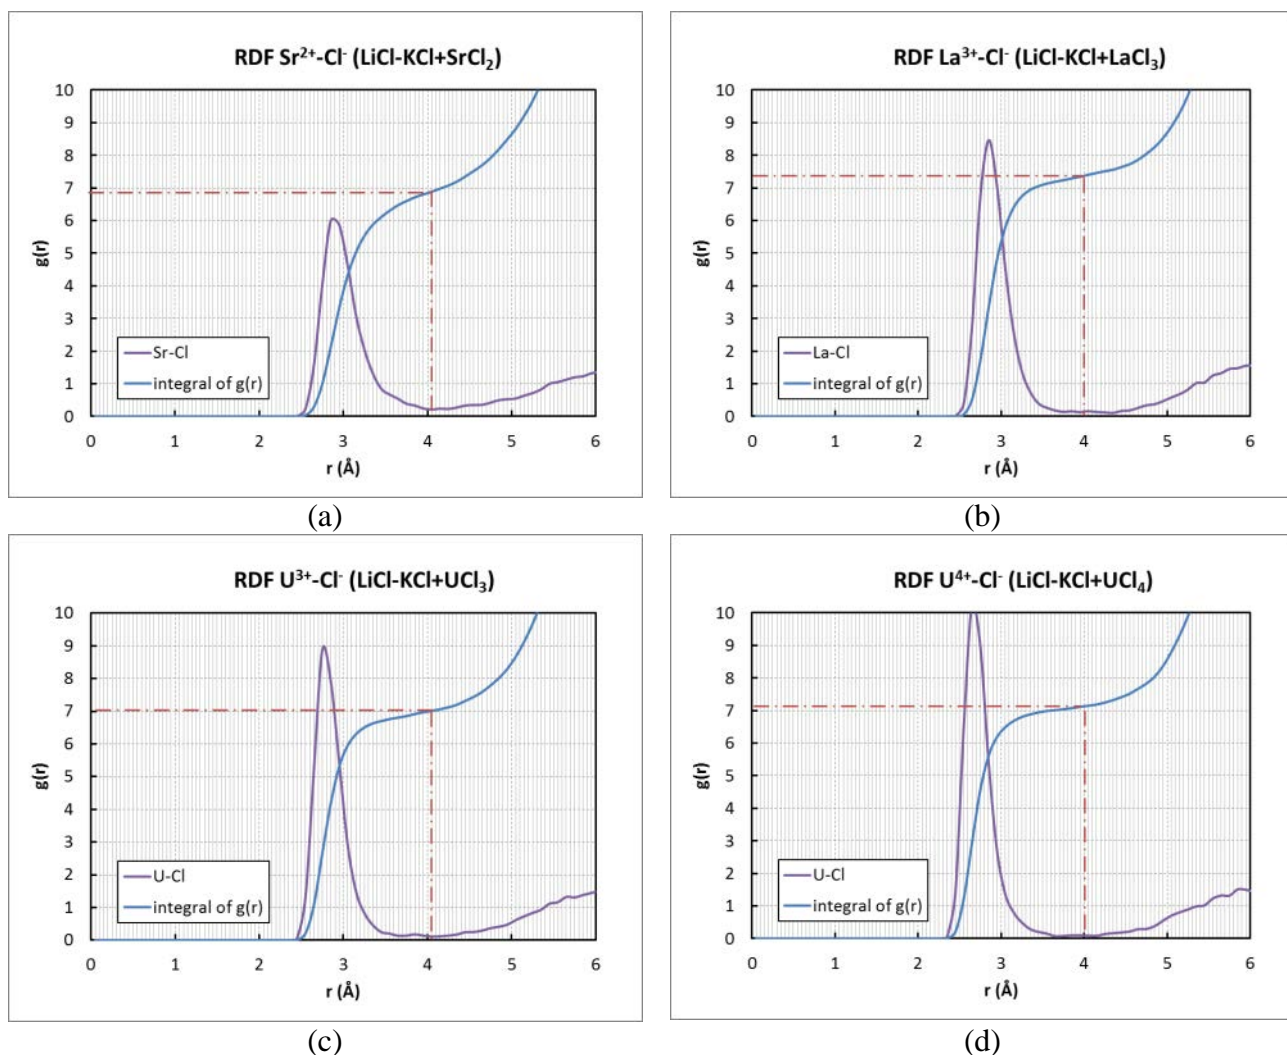 RDF Sr²⁺-Cl⁻ (LiCl-KCl+SrCl₂)
10
9
8
7
6
5
4
3
2
1
0
g(r)
Sr-Cl
integral of g(r)
0 1 2 3 4 5 6
r (Å)
(a)
RDF La³⁺-Cl⁻ (LiCl-KCl+LaCl₃)
10
9
8
7
6
5
4
3
2
1
0
g(r)
La-Cl
integral of g(r)
0 1 2 3 4 5 6
r (Å)
(b)
RDF U³⁺-Cl⁻ (LiCl-KCl+UCl₃)
10
9
8
7
6
5
4
3
2
1
0
g(r)
U-Cl
integral of g(r)
0 1 2 3 4 5 6
r (Å)
(c)
RDF U⁴⁺-Cl⁻ (LiCl-KCl+UCl₄)
10
9
8
7
6
5
4
3
2
1
0
g(r)
U-Cl
integral of g(r)
0 1 2 3 4 5 6
r (Å)
(d)